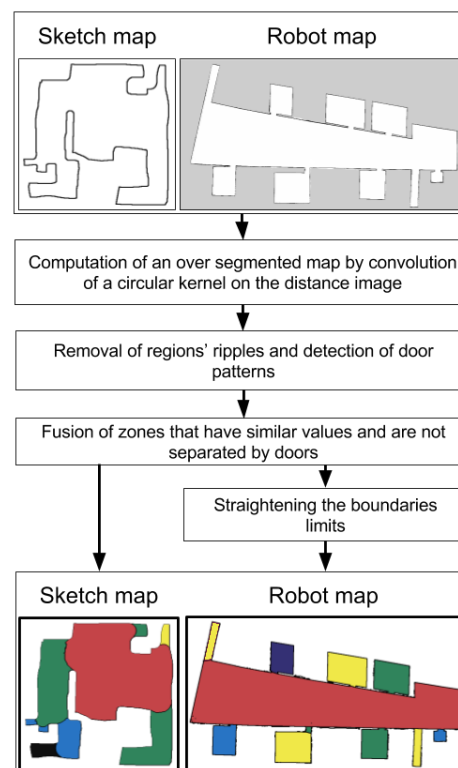 Sketch map
Robot map
Computation of an over segmented map by convolution
of a circular kernel on the distance image
Removal of regions' ripples and detection of door
patterns
Fusion of zones that have similar values and are not
separated by doors
Straightening the boundaries
limits
Sketch map
Robot map